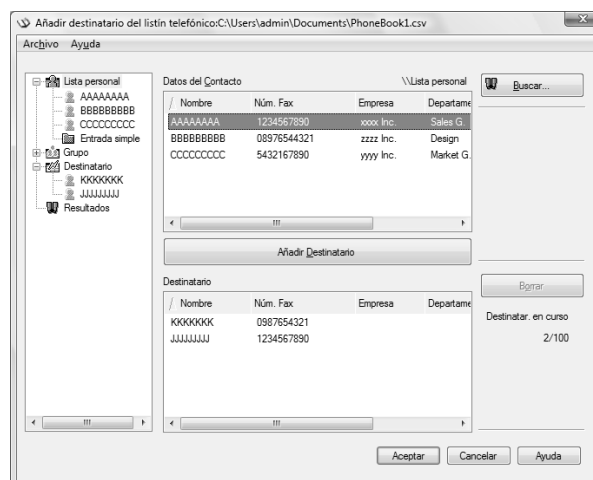 Añadir destinatario del listín telefónico:C:\Users\admin\Documents\PhoneBook1.csv
Archivo Ayuda
Lista personal
AAAAAAAA
BBBBBBBBB
CCCCCCCCC
Entrada simple
Grupo
Destinatario
KKKKKKK
JJJJJJJJJ
Resultados
Datos del Contacto \\Lista personal
Nombre Núm. Fax Empresa Departame
AAAAAAAA 1234567890 xxxx Inc. Sales G.
BBBBBBBBB 08976544321 zzzz Inc. Design
CCCCCCCCC 5432167890 yyyy Inc. Market G.
Buscar...
Añadir Destinatario
Destinatario
Nombre Núm. Fax Empresa Departame
KKKKKKK 0987654321
JJJJJJJJJ 1234567890
Borrar
Destinatar. en curso
2/100
Aceptar Cancelar Ayuda